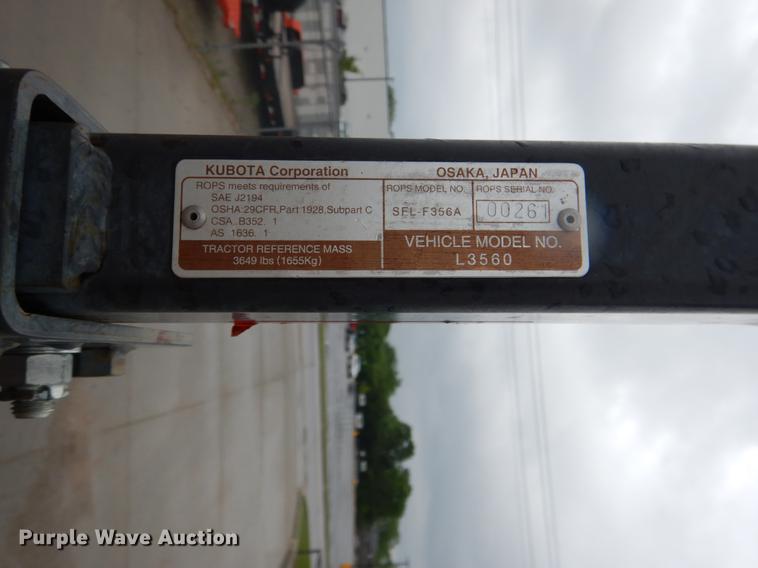 KUBOTA Corporation OSAKA, JAPAN
ROPS meets requirements of
SAE J2194
OSHA 29CFR,Part 1928,Subpart C
CSA B352. 1
AS 1636. 1
TRACTOR REFERENCE MASS
3649 lbs (1655Kg)
ROPS MODEL NO.
SFL-F356A
ROPS SERIAL NO.
00261
VEHICLE MODEL NO.
L3560
Purple Wave Auction®